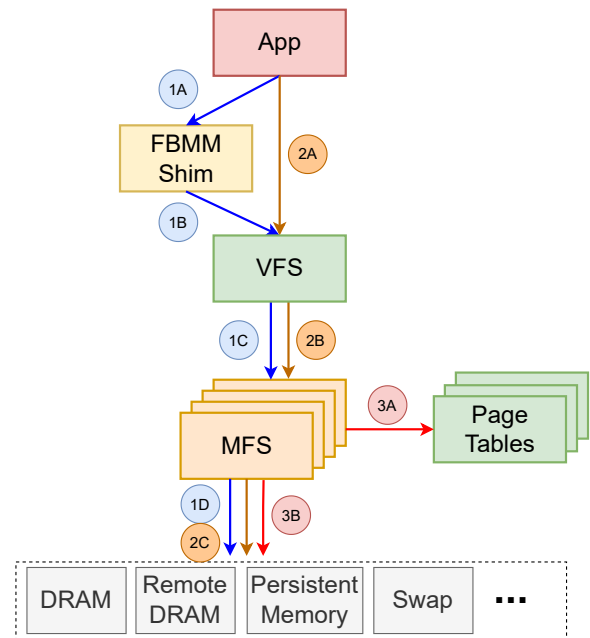 App
1A
FBMM
Shim
2A
1B
VFS
1C
2B
3A
Page
Tables
MFS
1D
3B
2C
DRAM
Remote
DRAM
Persistent
Memory
Swap
...